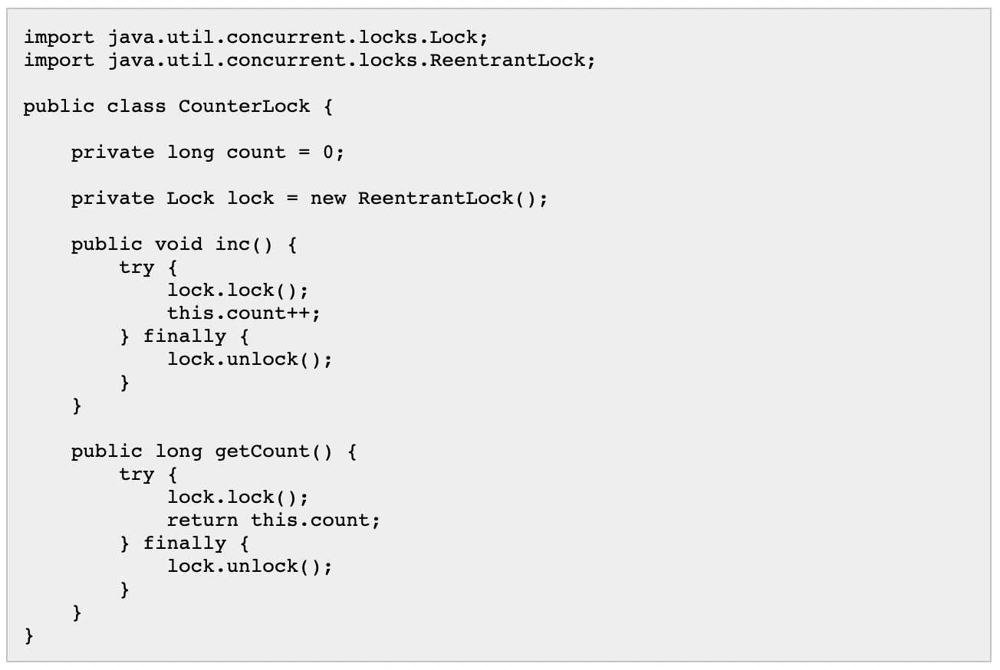 import java.util.concurrent.locks.Lock;
import java.util.concurrent.locks.ReentrantLock;

public class CounterLock {

    private long count = 0;

    private Lock lock = new ReentrantLock();

    public void inc() {
        try {
            lock.lock();
            this.count++;
        } finally {
            lock.unlock();
        }
    }

    public long getCount() {
        try {
            lock.lock();
            return this.count;
        } finally {
            lock.unlock();
        }
    }
}